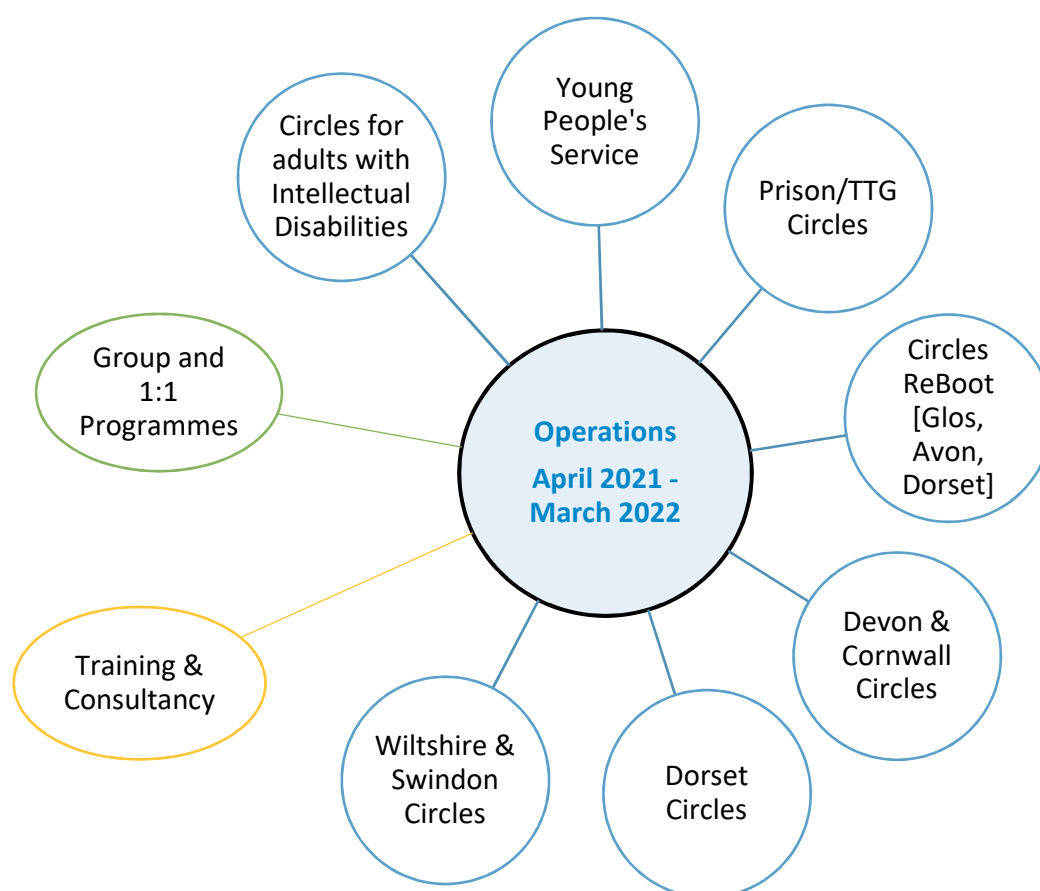 Young
People's
Service
Circles for
adults with
Intellectual
Disabilities
Prison/TTG
Circles
Group and
1:1
Programmes
Circles
ReBoot
[Glos,
Avon,
Dorset]
Operations
April 2021 -
March 2022
Devon &
Cornwall
Circles
Training &
Consultancy
Wiltshire &
Swindon
Circles
Dorset
Circles